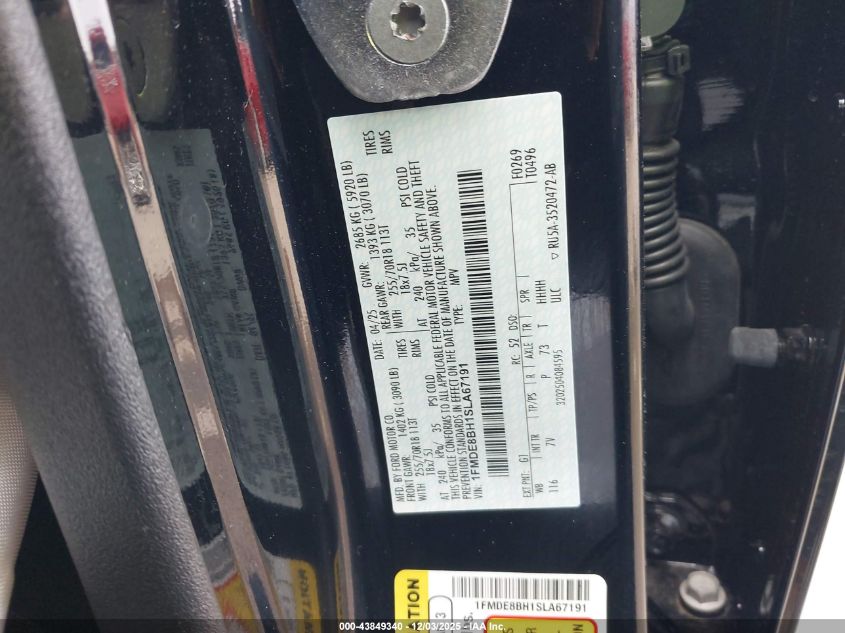 MFD. BY FORD MOTOR CO.
DATE: 04/25 GVWR: 2685 KG ( 5920 LB)
FRONT GAWR: 1402 KG ( 3090 LB) REAR GAWR: 1393 KG ( 3070 LB)
WITH 255/70R18 113T TIRES WITH 255/70R18 113T TIRES
18x7.5J RIMS 18x7.5J RIMS
AT 240 kPa/ 35 PSI COLD AT 240 kPa/ 35 PSI COLD
THIS VEHICLE CONFORMS TO ALL APPLICABLE FEDERAL MOTOR VEHICLE SAFETY AND THEFT
PREVENTION STANDARDS IN EFFECT ON THE DATE OF MANUFACTURE SHOWN ABOVE.
VIN: 1FMDE8BH1SLA67191 TYPE: MPV
F0269
T0496
EXT PNT: G1 RC: 52 DSO:
WB INTTR TP/PS R AXLE TR SPR
116 7V P 73 T HHHH
ULC
3202504084595 ▽ RU5A-3520472-AB
1FMDE8BH1SLA67191
000-43849340 - 12/03/2025 -